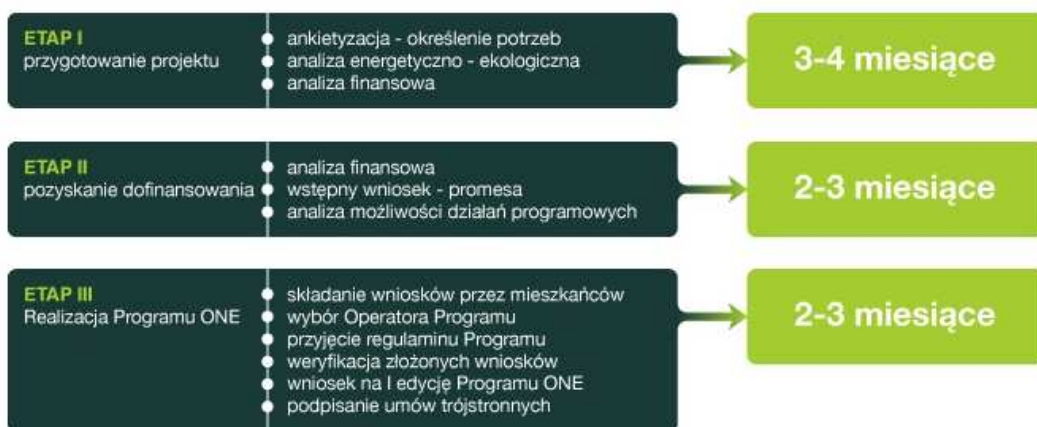 ETAP I
przygotowanie projektu
ankietyzacja - określenie potrzeb
analiza energetyczno - ekologiczna
analiza finansowa
3-4 miesiące
ETAP II
pozyskanie dofinansowania
analiza finansowa
wstępny wniosek - promesa
analiza możliwości działań programowych
2-3 miesiące
ETAP III
Realizacja Programu ONE
składanie wniosków przez mieszkańców
wybór Operatora Programu
przyjęcie regulaminu Programu
weryfikacja złożonych wniosków
wniosek na I edycję Programu ONE
podpisanie umów trójstronnych
2-3 miesiące